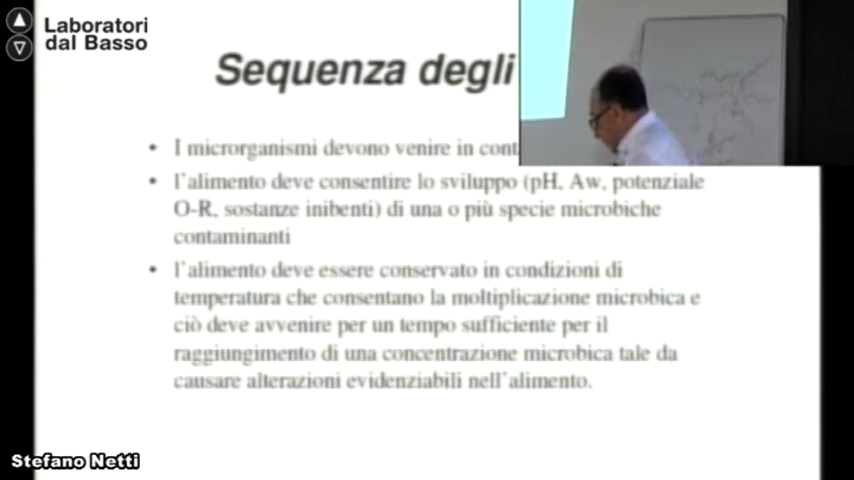 Laboratori
dal Basso
Sequenza degli
• I microrganismi devono venire in cont
• l'alimento deve consentire lo sviluppo (pH, Aw, potenziale
O-R, sostanze inibenti) di una o più specie microbiche
contaminanti
• l'alimento deve essere conservato in condizioni di
temperatura che consentano la moltiplicazione microbica e
ciò deve avvenire per un tempo sufficiente per il
raggiungimento di una concentrazione microbica tale da
causare alterazioni evidenziabili nell'alimento.
Stefano Netti